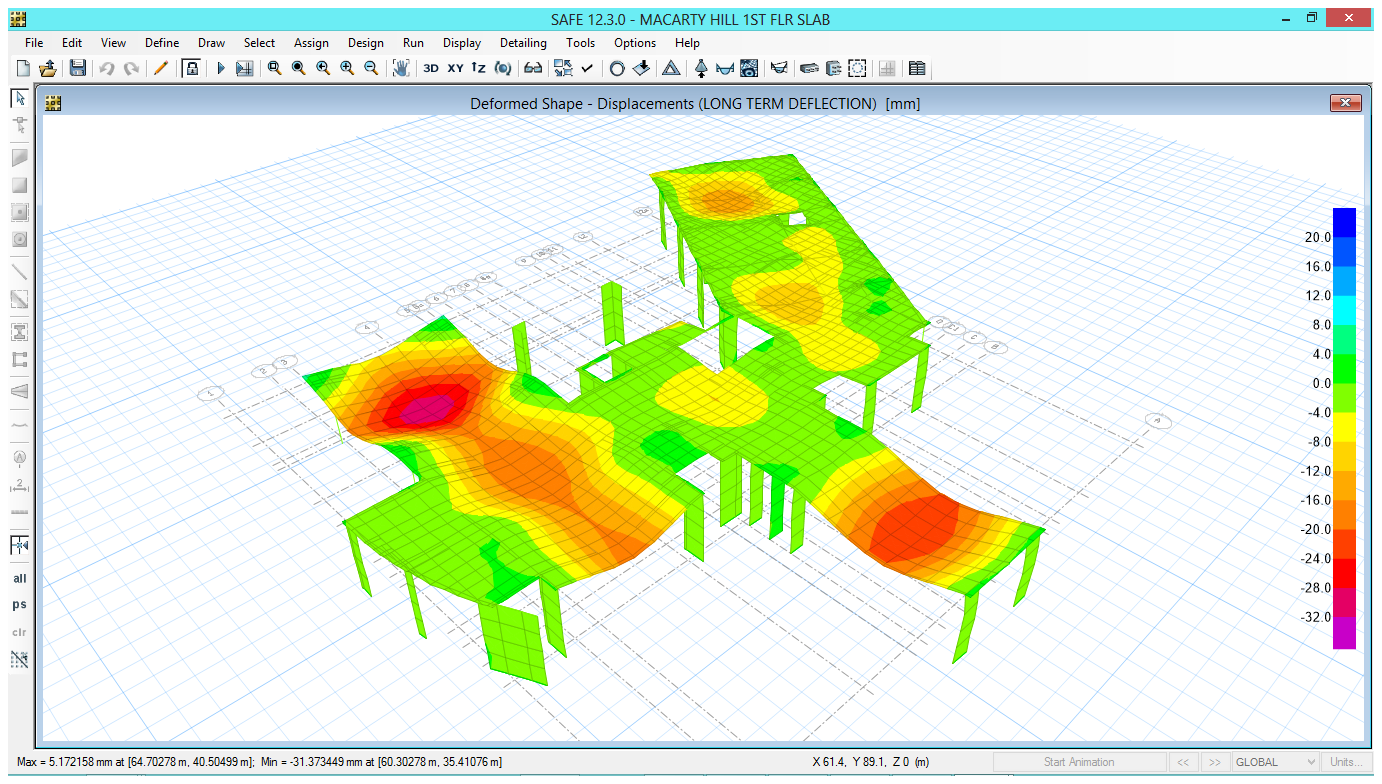 SAFE 12.3.0 - MACARTY HILL 1ST FLR SLAB
File Edit View Define Draw Select Assign Design Run Display Detailing Tools Options Help
3D XY
Deformed Shape - Displacements (LONG TERM DEFLECTION) [mm]
20.0
16.0
12.0
8.0
4.0
0.0
-4.0
-8.0
-12.0
-16.0
-20.0
-24.0
-28.0
-32.0
all
ps
clr
Max = 5.172158 mm at [64.70278 m, 40.50499 m]; Min = -31.373449 mm at [60.30278 m, 35.41076 m]
X 61.4, Y 89.1, Z 0 (m)
Start Animation << >> GLOBAL Units...